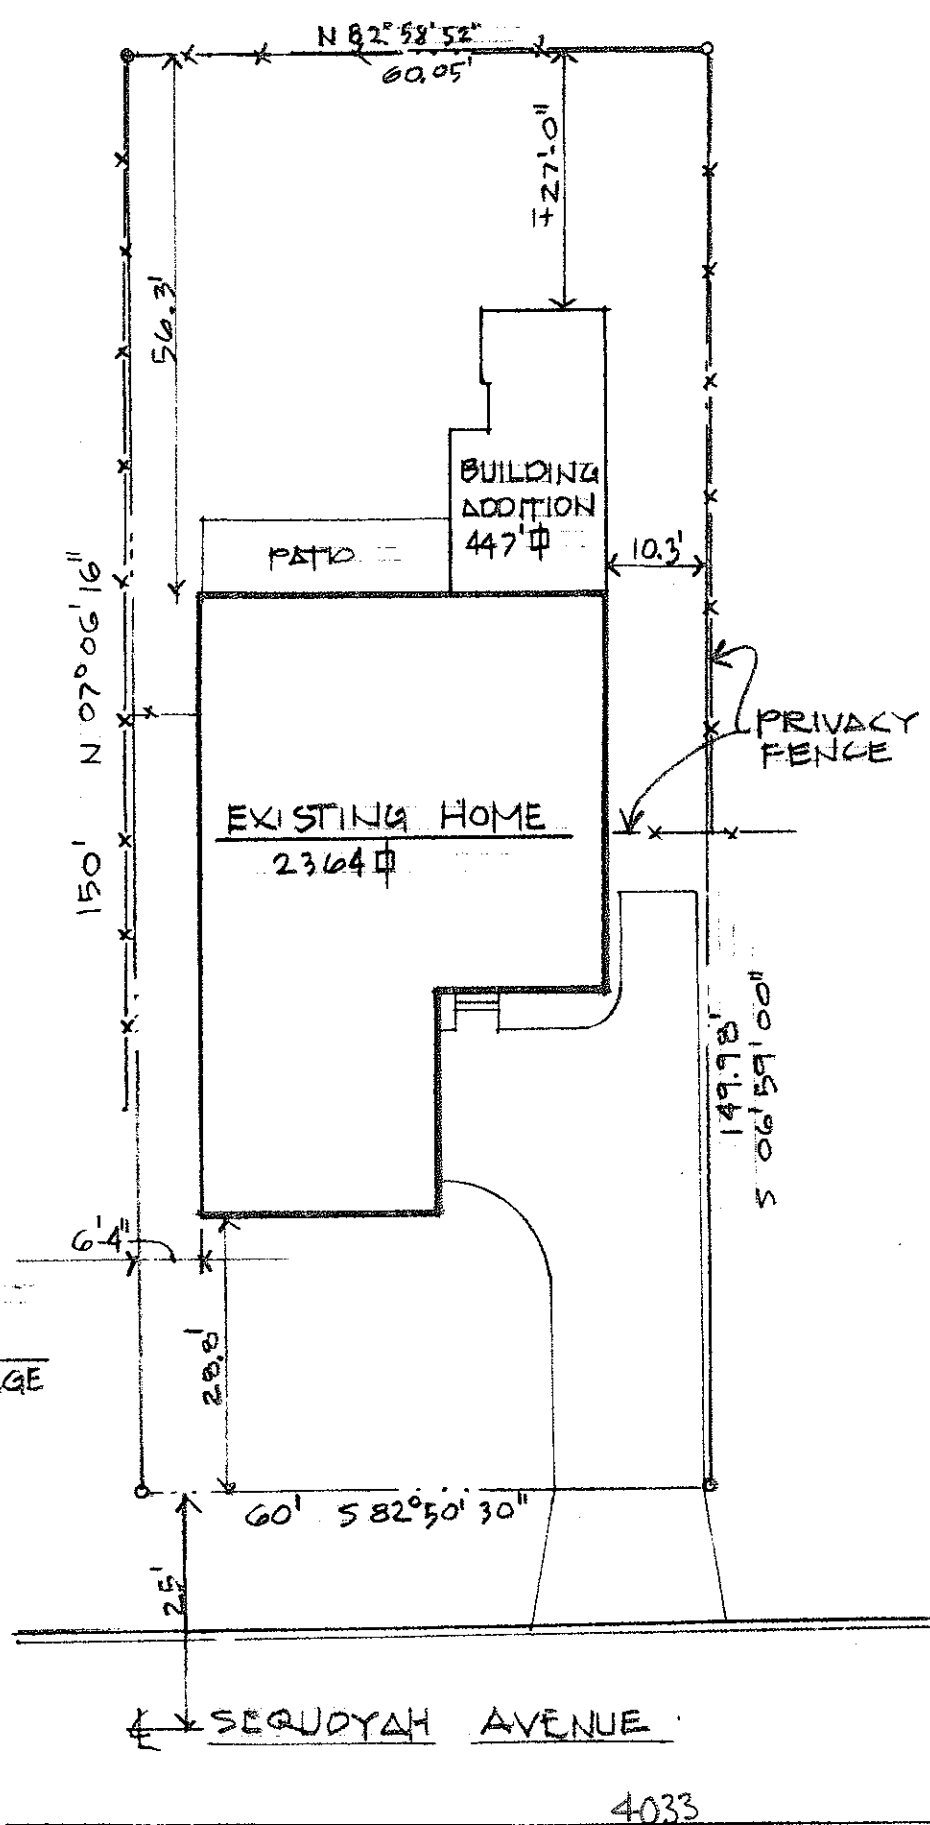 N 82° 58' 52"
60.05'
∓27'-0"
56.3'
BUILDING
ADDITION
447'
PATIO
10.3'
150' N 07° 06' 16"
PRIVACY
FENCE
EXISTING HOME
2364
149.98'
S 06' 59' 00"
6'-4"
28.8'
GE
60' S 82° 50' 30"
25'
℄ SEQUOYAH AVENUE
4033